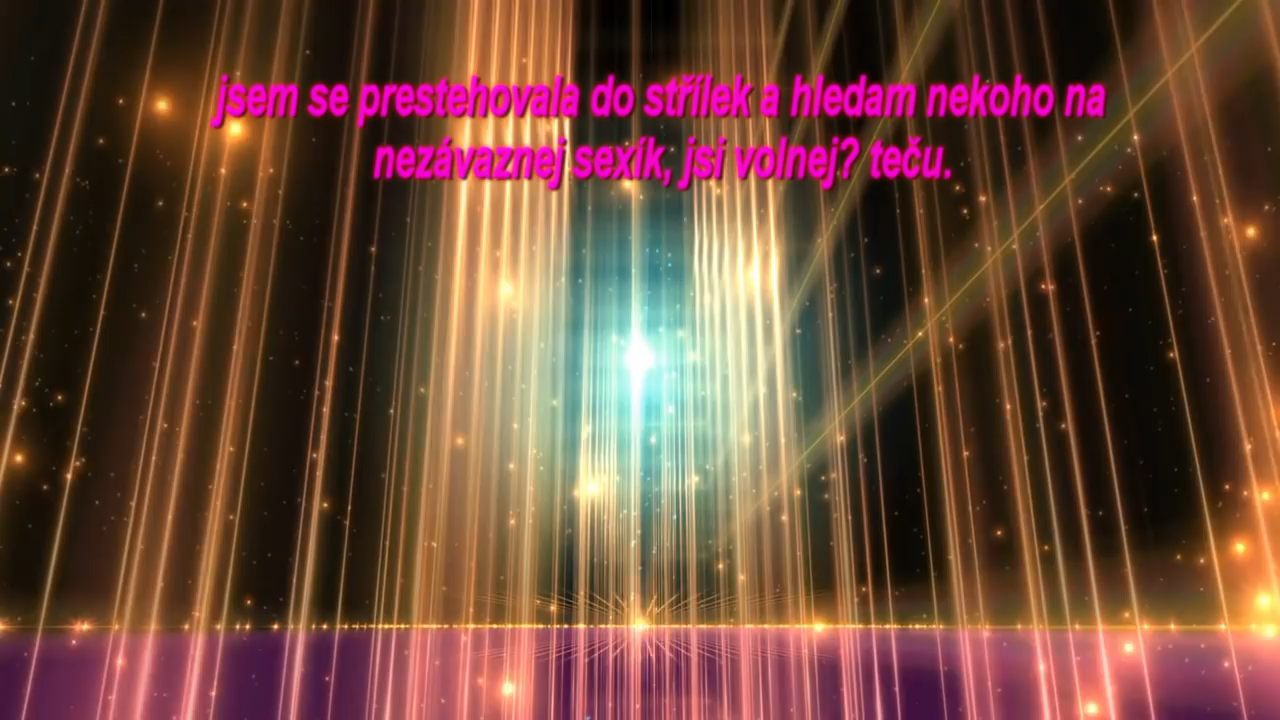 jsem se prestehovala do střílek a hledam nekoho na
nezávaznej sexík, jsi volnej? teču.